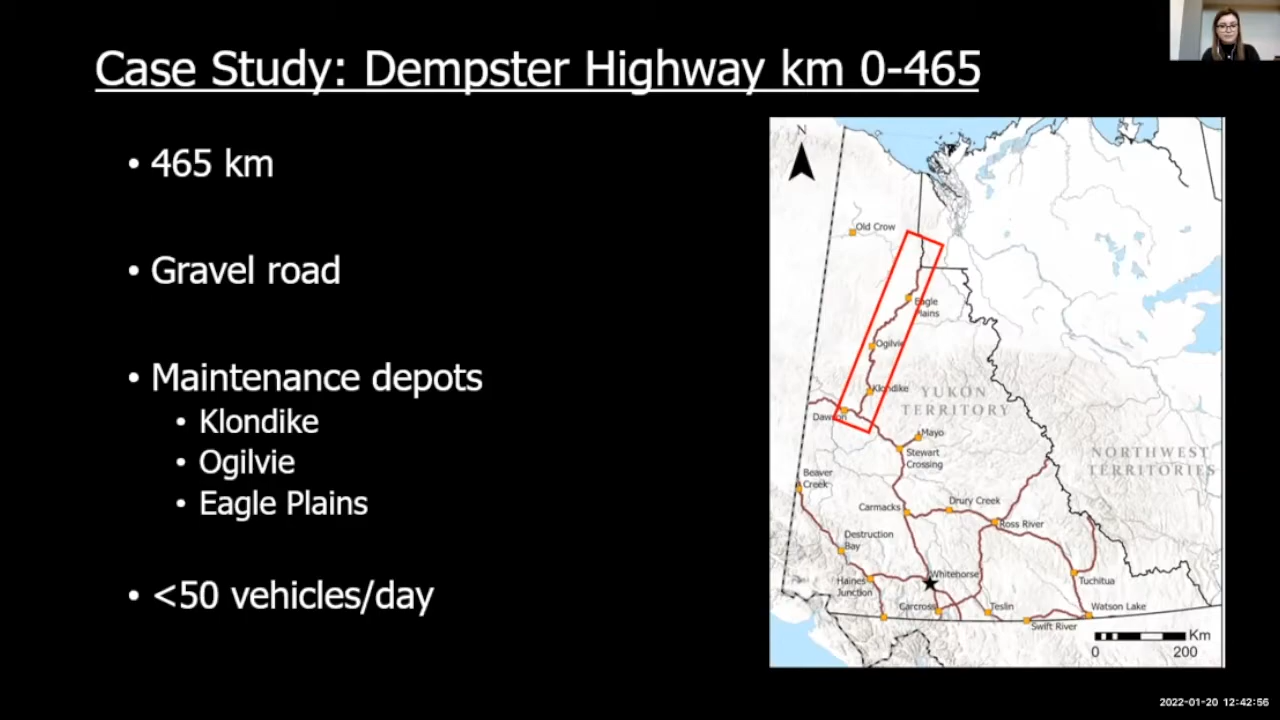 Case Study: Dempster Highway km 0-465
• 465 km
• Gravel road
• Maintenance depots
• Klondike
• Ogilvie
• Eagle Plains
• <50 vehicles/day
N
Old Crow
Eagle
Plains
Ogilvie
Klondike
YUKON
TERRITORY
Dawson
Mayo
Stewart
Crossing
NORTHWEST
TERRITORIES
Beaver
Creek
Carmacks
Drury Creek
Ross River
Destruction
Bay
Haines
Junction
Whitehorse
Tuchitua
Carcross
Teslin
Watson Lake
Swift River
Km
0 200
2022-01-20 12:42:56